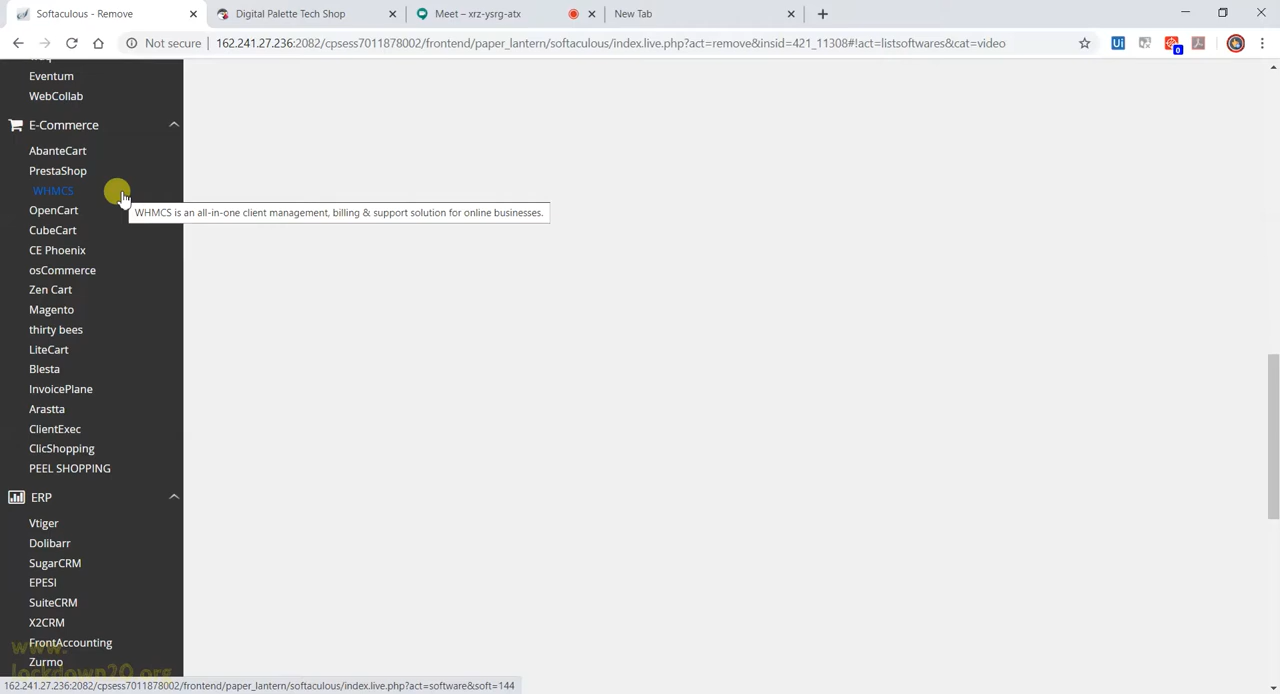 Softaculous - Remove
Digital Palette Tech Shop
Meet – xrz-ysrg-atx
New Tab
Not secure
162.241.27.236:2082/cpsess7011878002/frontend/paper_lantern/softaculous/index.live.php?act=remove&insid=421_11308#!act=listsoftwares&cat=video
Ui
0
Eventum
WebCollab
E-Commerce
AbanteCart
PrestaShop
WHMCS
WHMCS is an all-in-one client management, billing & support solution for online businesses.
OpenCart
CubeCart
CE Phoenix
osCommerce
Zen Cart
Magento
thirty bees
LiteCart
Blesta
InvoicePlane
Arastta
ClientExec
ClicShopping
PEEL SHOPPING
ERP
Vtiger
Dolibarr
SugarCRM
EPESI
SuiteCRM
X2CRM
FrontAccounting
www.
Zurmo
lockdown20.org
162.241.27.236:2082/cpsess7011878002/frontend/paper_lantern/softaculous/index.live.php?act=software&soft=144